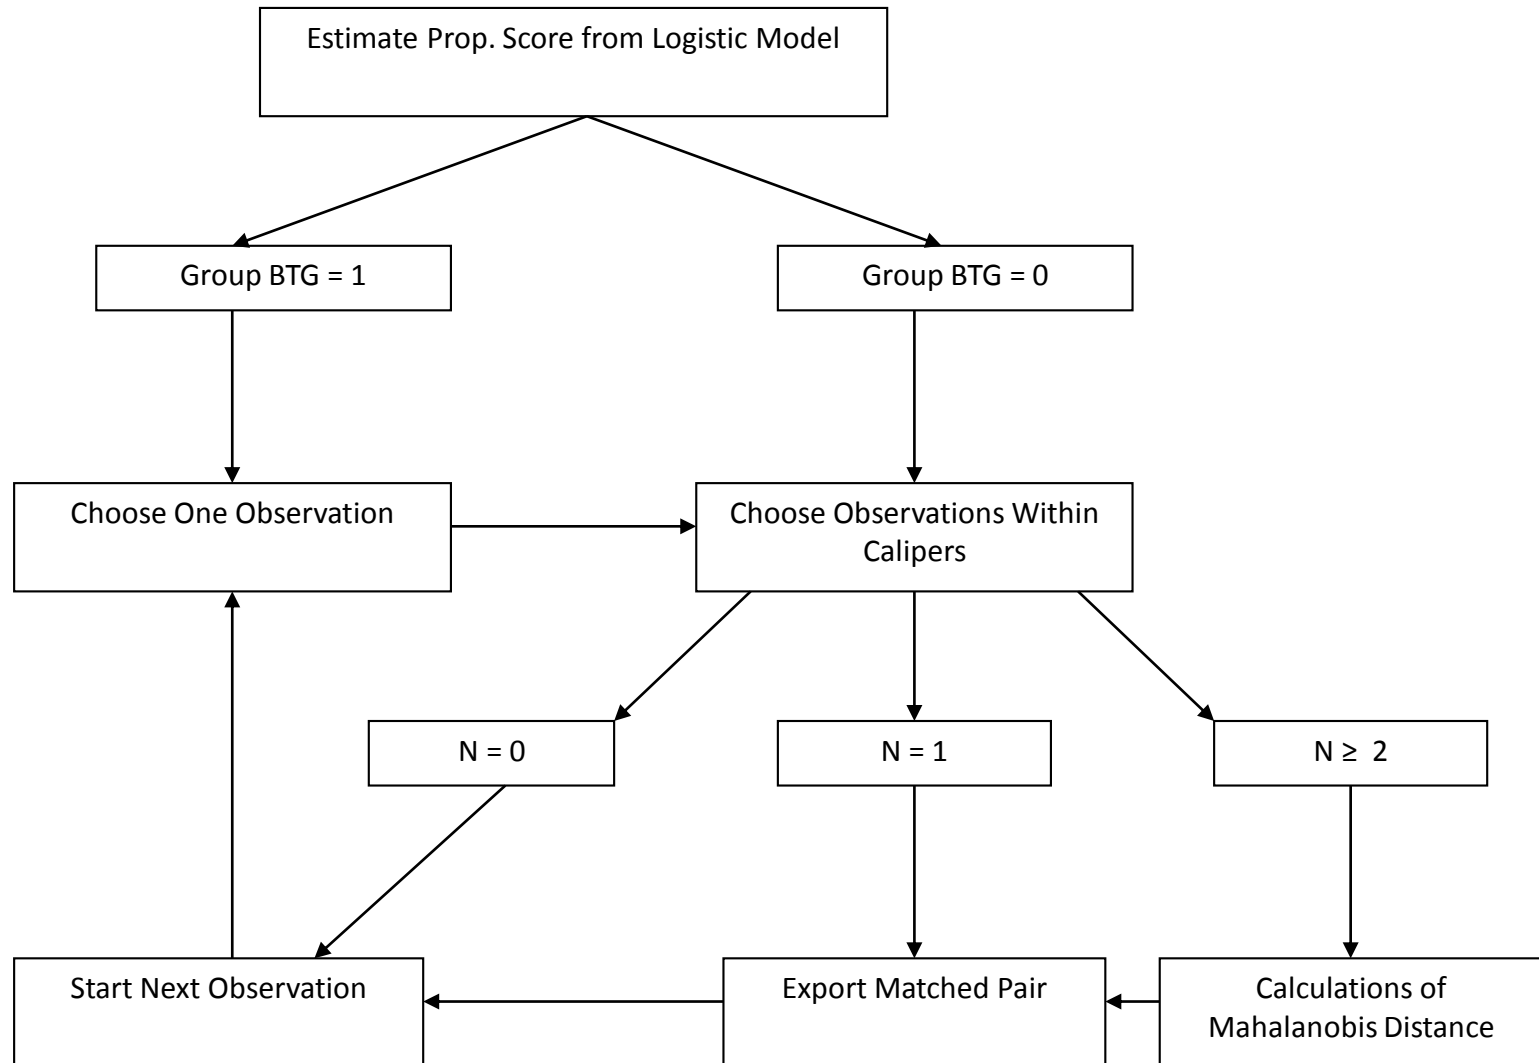 Estimate Prop. Score from Logistic Model
Group BTG = 1
Group BTG = 0
Choose One Observation
Choose Observations Within
Calipers
N = 0
N = 1
N ≥ 2
Start Next Observation
Export Matched Pair
Calculations of
Mahalanobis Distance